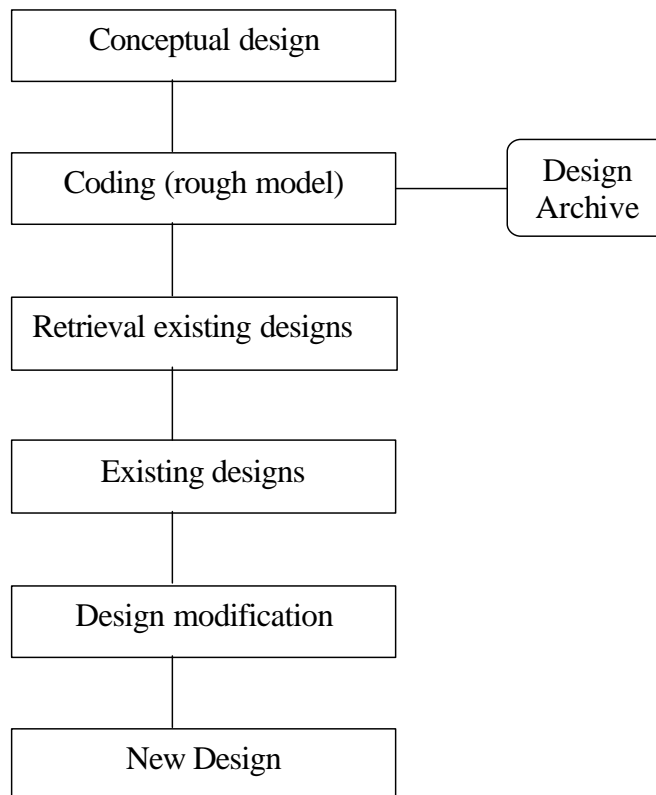 Conceptual design
Coding (rough model)
Design
Archive
Retrieval existing designs
Existing designs
Design modification
New Design